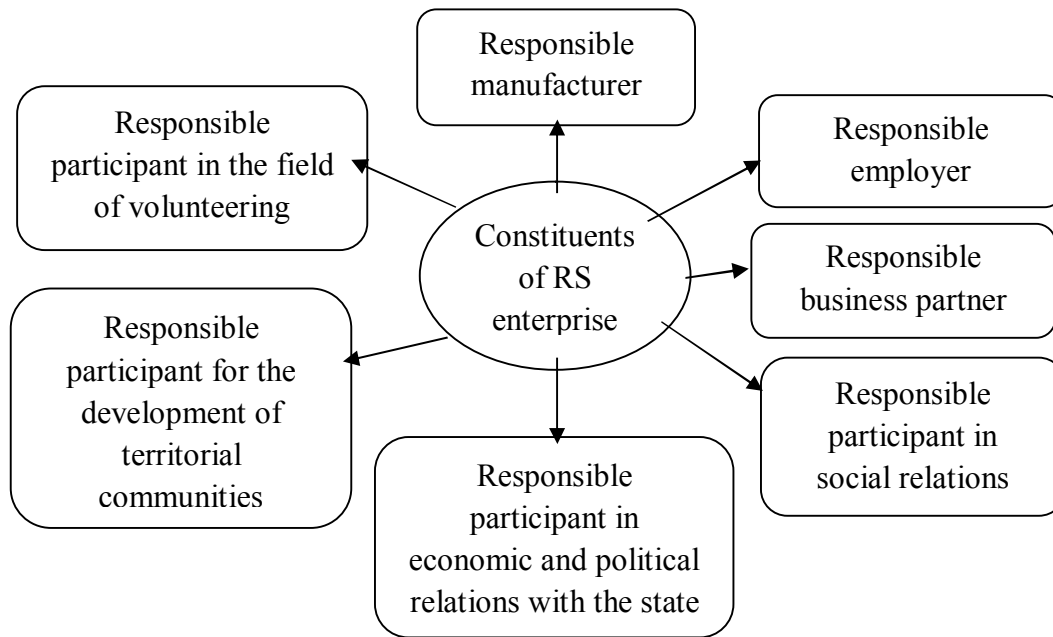 Responsible
manufacturer
Responsible
participant in the field
of volunteering
Responsible
employer
Constituents
of RS
enterprise
Responsible
business partner
Responsible
participant for the
development of
territorial
communities
Responsible
participant in
social relations
Responsible
participant in
economic and political
relations with the state